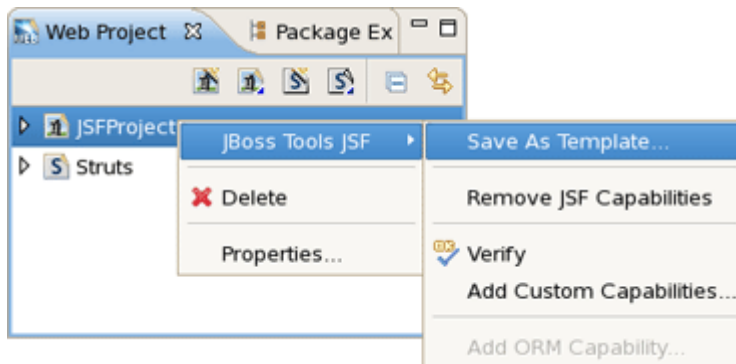 Web Project
Package Ex
JSFProject
JBoss Tools JSF
Save As Template...
Struts
Delete
Remove JSF Capabilities
Properties...
Verify
Add Custom Capabilities...
Add ORM Capability...